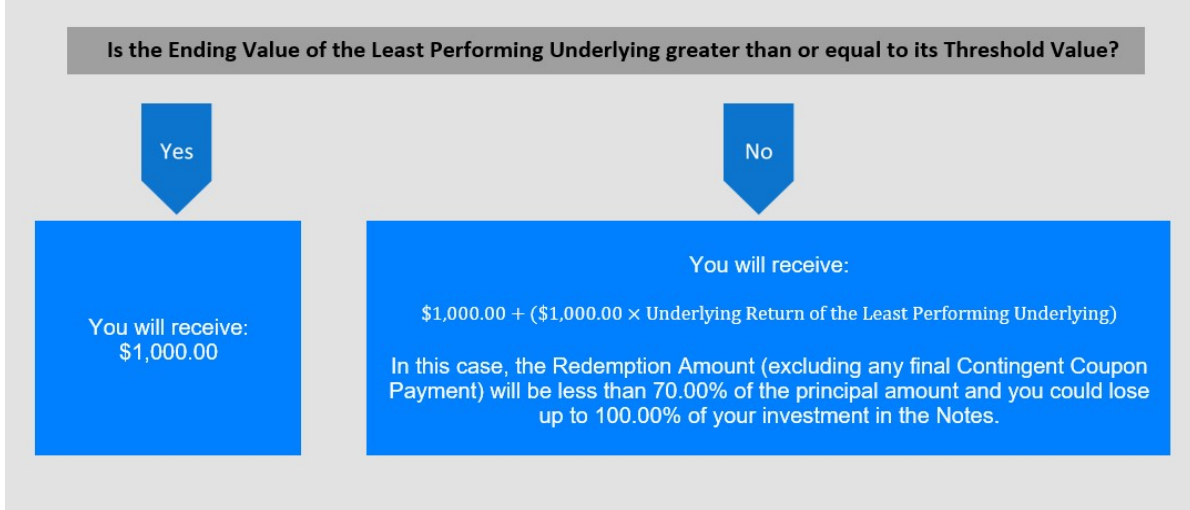 Is the Ending Value of the Least Performing Underlying greater than or equal to its Threshold Value?
Yes
No
You will receive:
$1,000.00
You will receive:
$1,000.00 + ($1,000.00 × Underlying Return of the Least Performing Underlying)
In this case, the Redemption Amount (excluding any final Contingent Coupon
Payment) will be less than 70.00% of the principal amount and you could lose
up to 100.00% of your investment in the Notes.